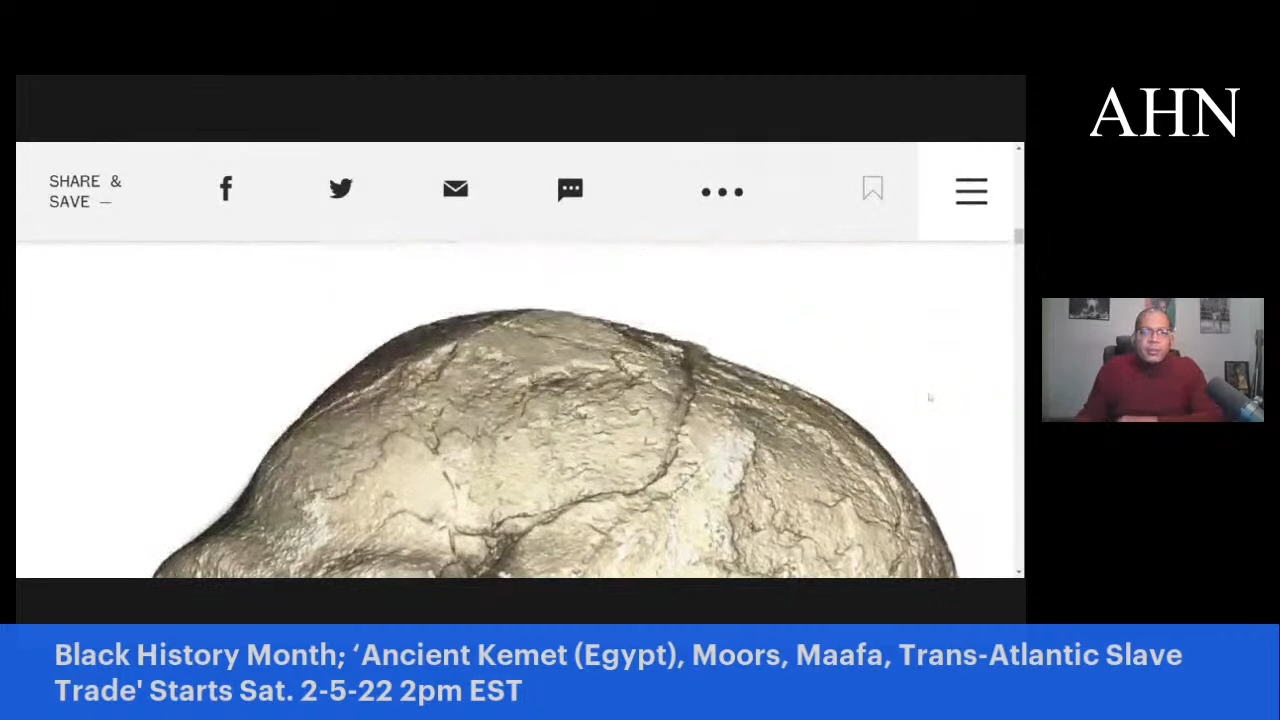 AHN
SHARE &
SAVE —
Black History Month; ‘Ancient Kemet (Egypt), Moors, Maafa, Trans-Atlantic Slave
Trade' Starts Sat. 2-5-22 2pm EST